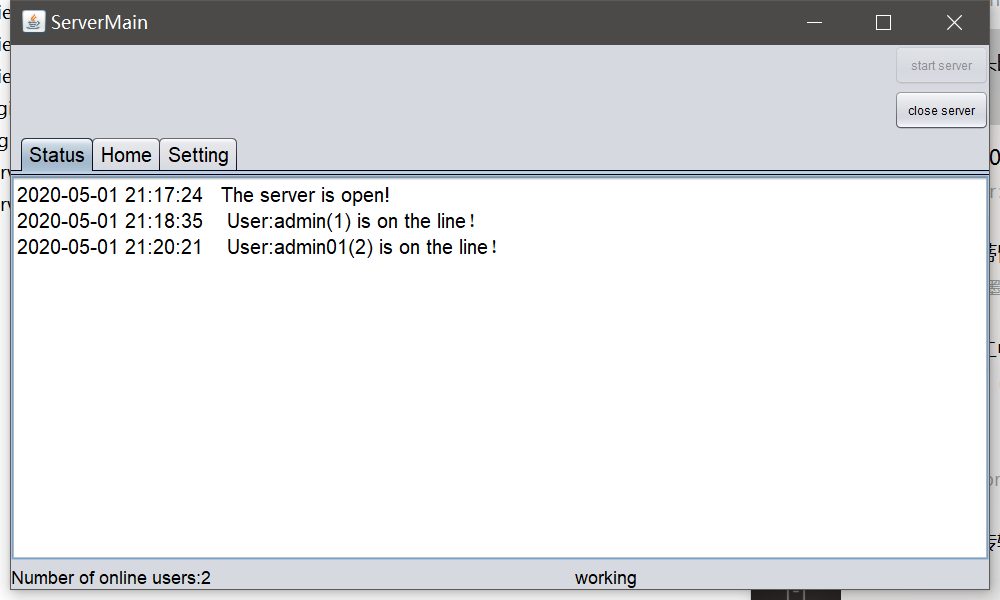 ServerMain
start server
close server
Status Home Setting
2020-05-01 21:17:24 The server is open!
2020-05-01 21:18:35 User:admin(1) is on the line！
2020-05-01 21:20:21 User:admin01(2) is on the line！
Number of online users:2 working